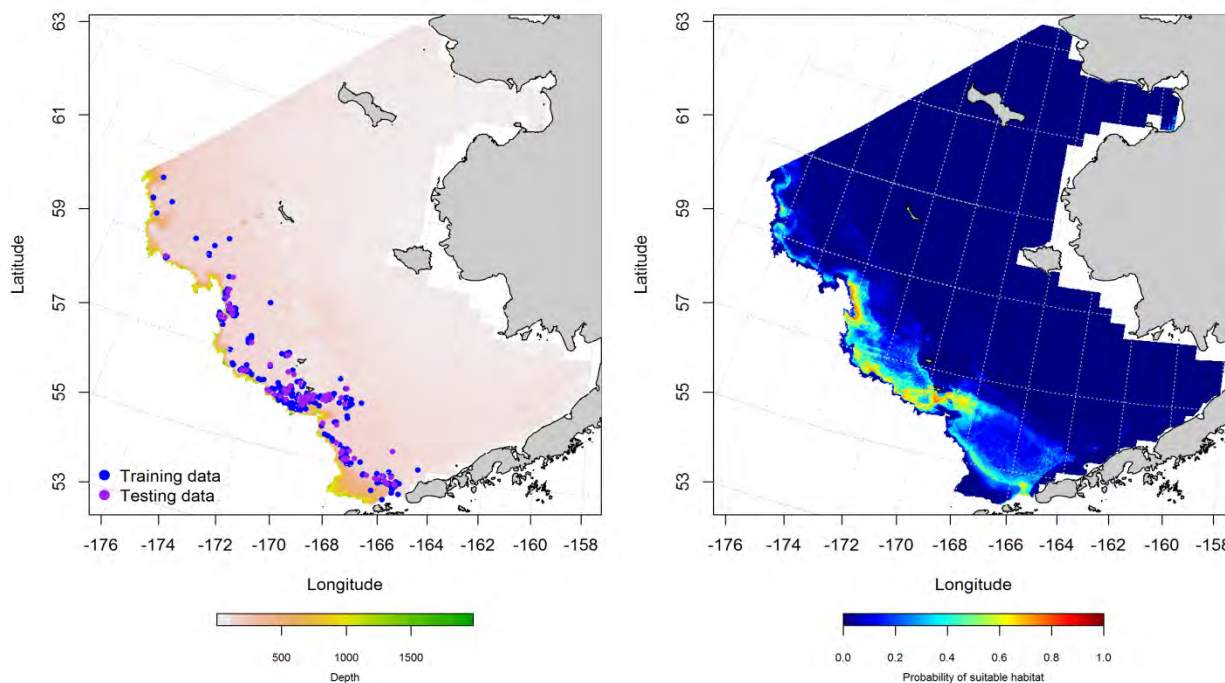 63
61
59
57
55
53
Latitude
Training data
Testing data
-176 -174 -172 -170 -168 -166 -164 -162 -160 -158
Longitude
500 1000 1500
Depth
63
61
59
57
55
53
Latitude
-176 -174 -172 -170 -168 -166 -164 -162 -160 -158
Longitude
0.0 0.2 0.4 0.6 0.8 1.0
Probability of suitable habitat